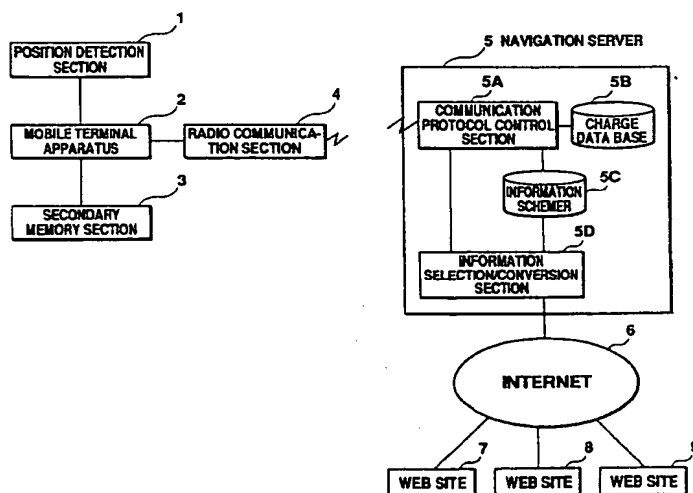 1
POSITION DETECTION
SECTION
2
MOBILE TERMINAL
APPARATUS
4
RADIO COMMUNICA-
TION SECTION
3
SECONDARY
MEMORY SECTION
5 NAVIGATION SERVER
5A
COMMUNICATION
PROTOCOL CONTROL
SECTION
5B
CHARGE
DATA BASE
INFORMATION
SCHEMER
5C
5D
INFORMATION
SELECTION/CONVERSION
SECTION
6
INTERNET
7
WEB SITE
8
WEB SITE
9
WEB SITE